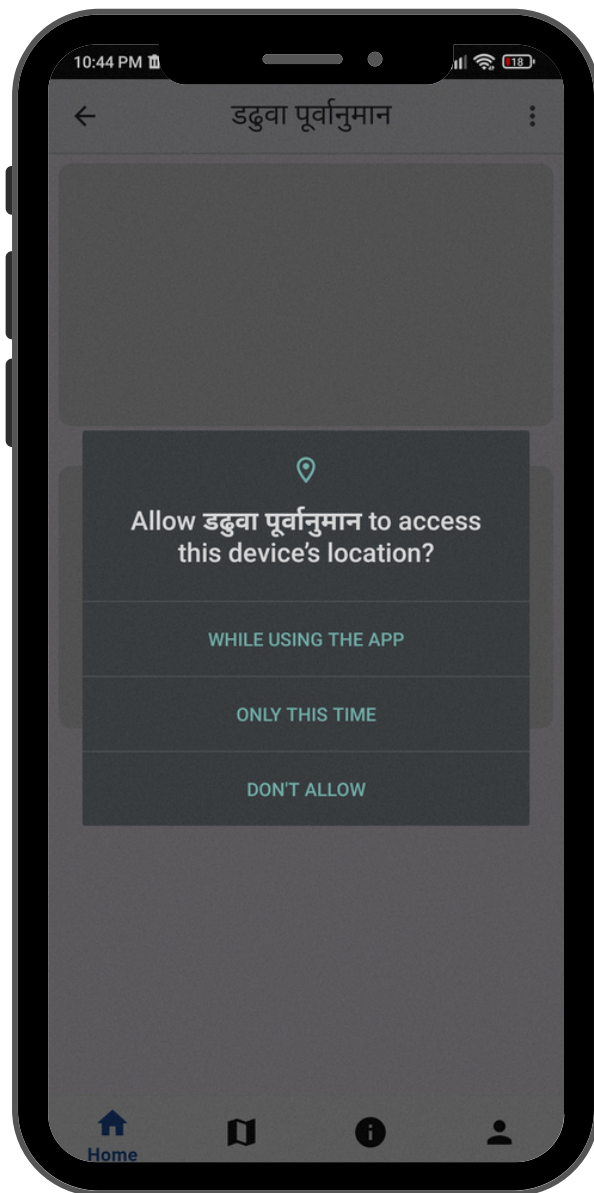 10:44 PM
18
डढुवा पूर्वानुमान
Allow डढुवा पूर्वानुमान to access
this device's location?
WHILE USING THE APP
ONLY THIS TIME
DON'T ALLOW
Home